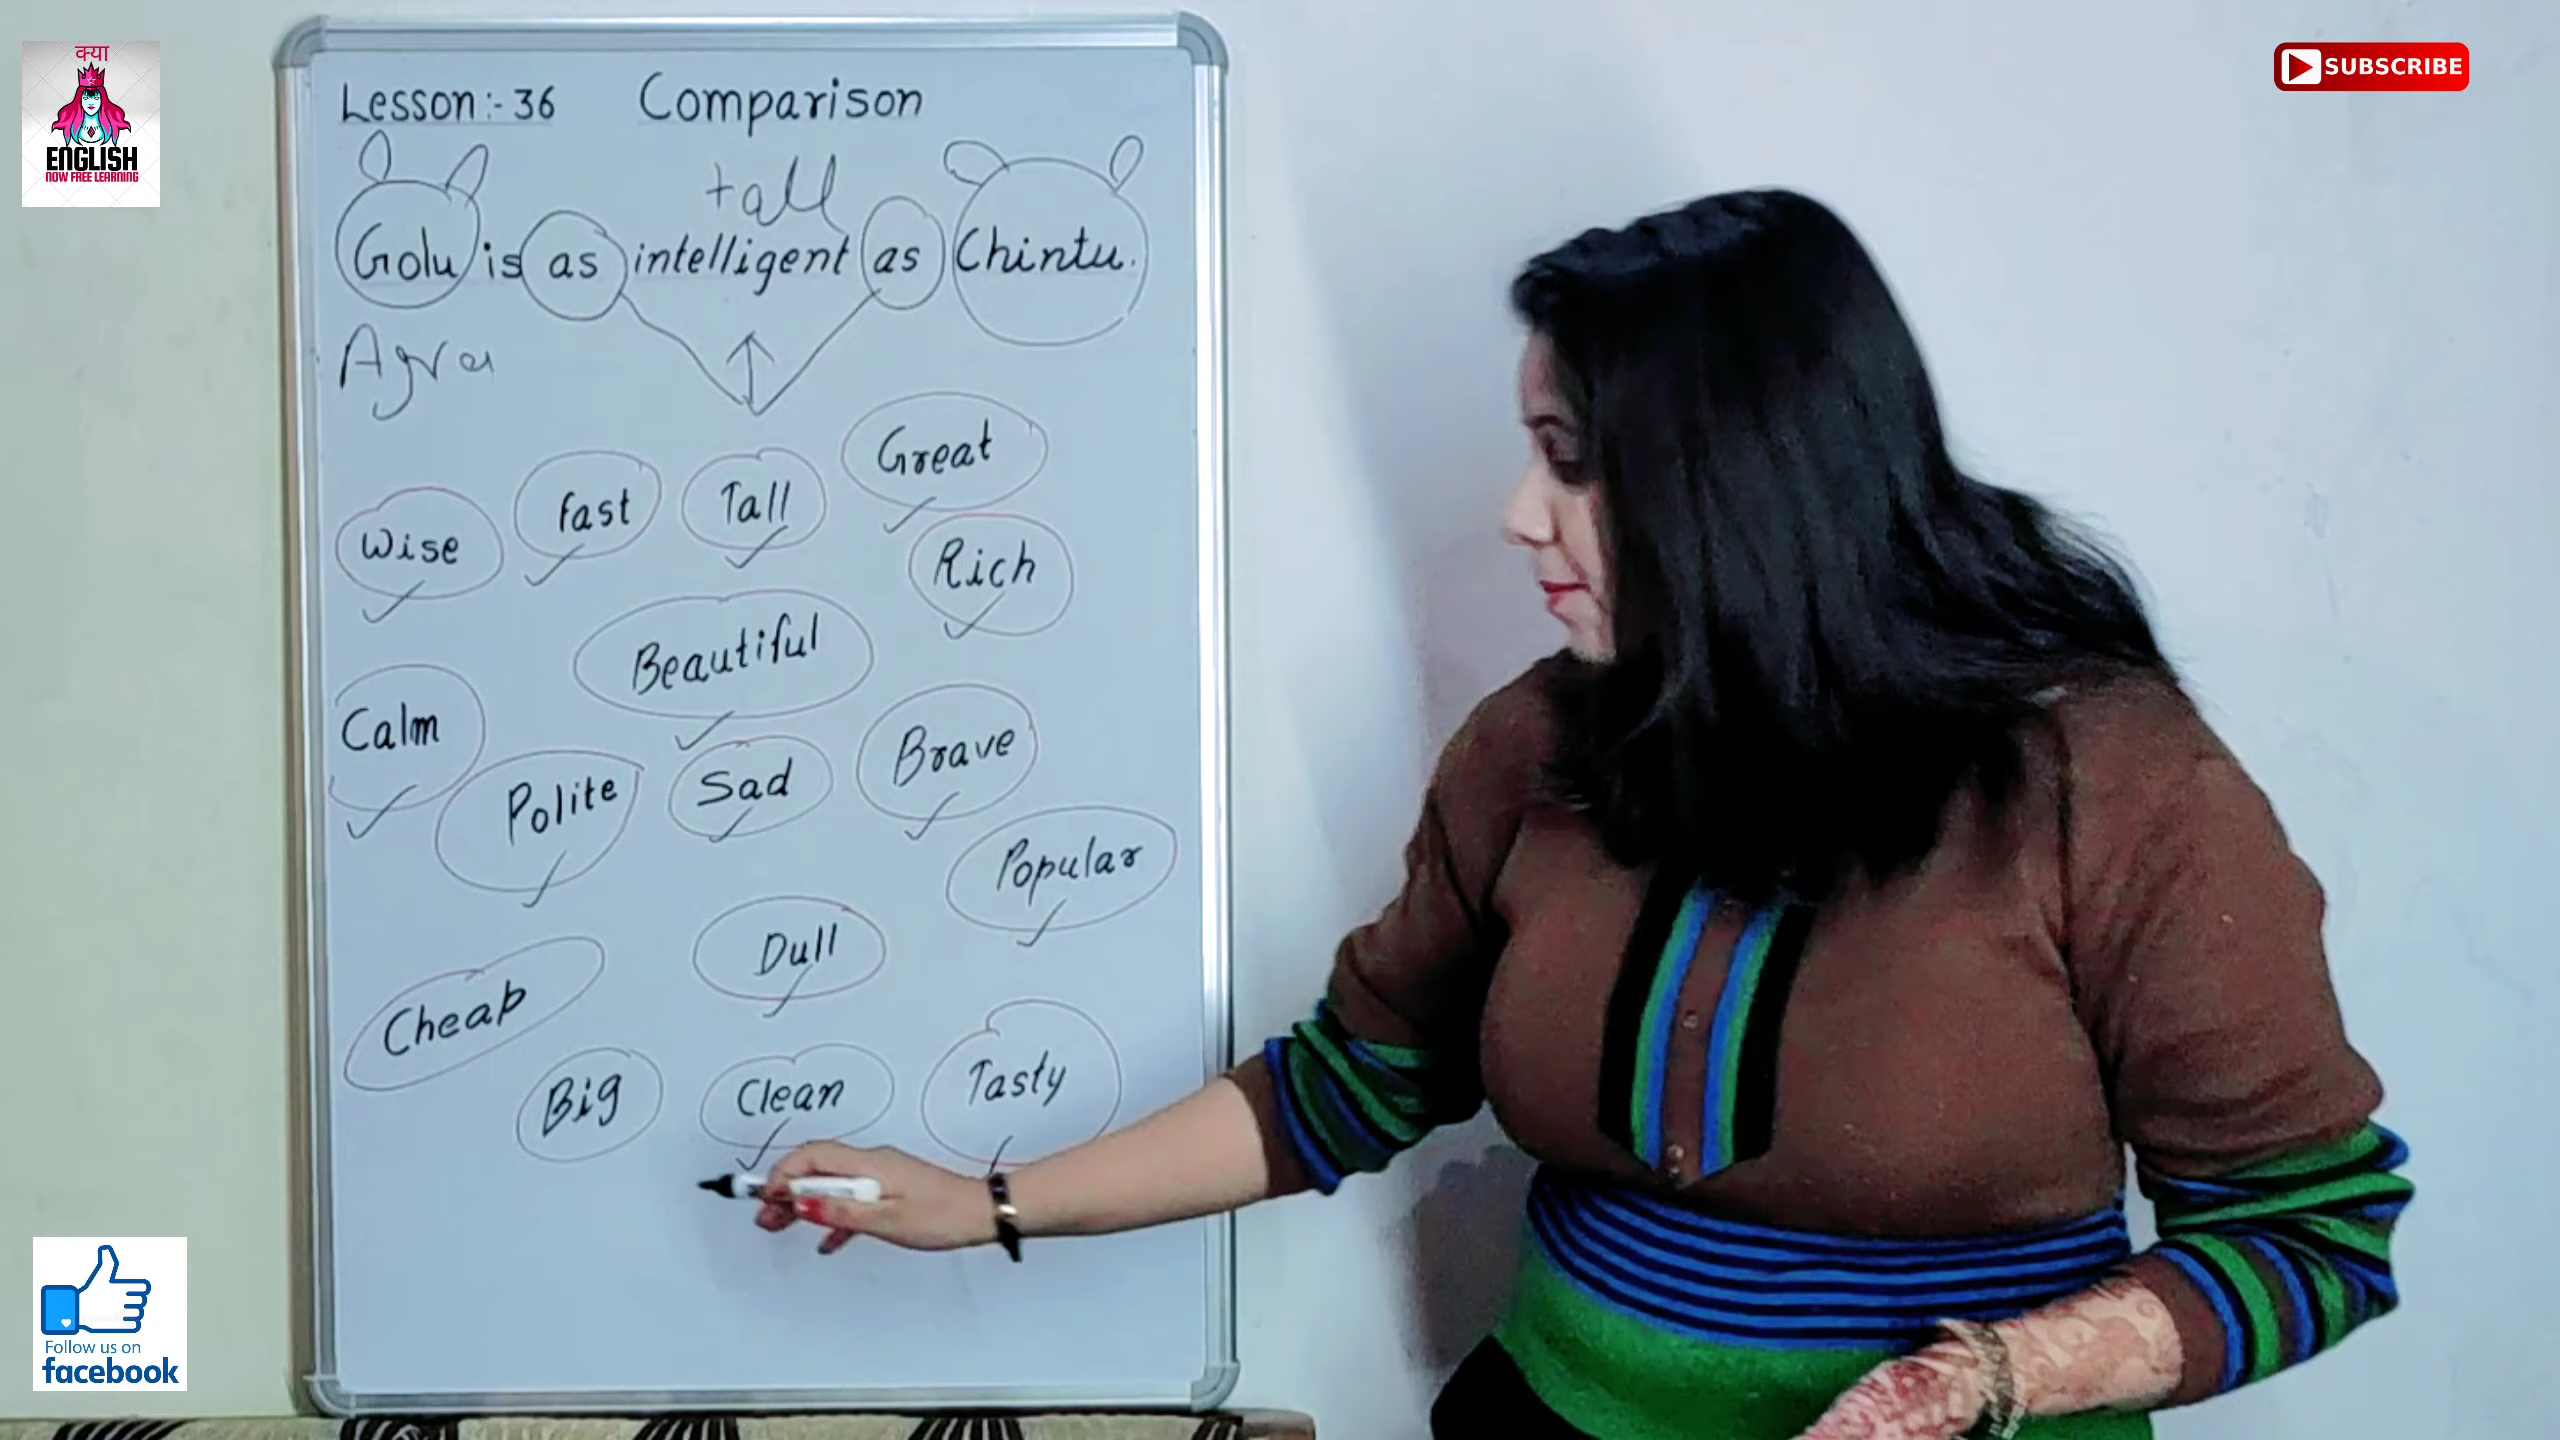 क्या
ENGLISH
NOW FREE LEARNING
SUBSCRIBE
Lesson:- 36 Comparison
tall
Golu is as intelligent as Chintu.
Agra
Great
Wise fast Tall
Rich
Beautiful
Calm
Polite Sad Brave
Popular
Dull
Cheap
Big Clean Tasty
Follow us on
facebook